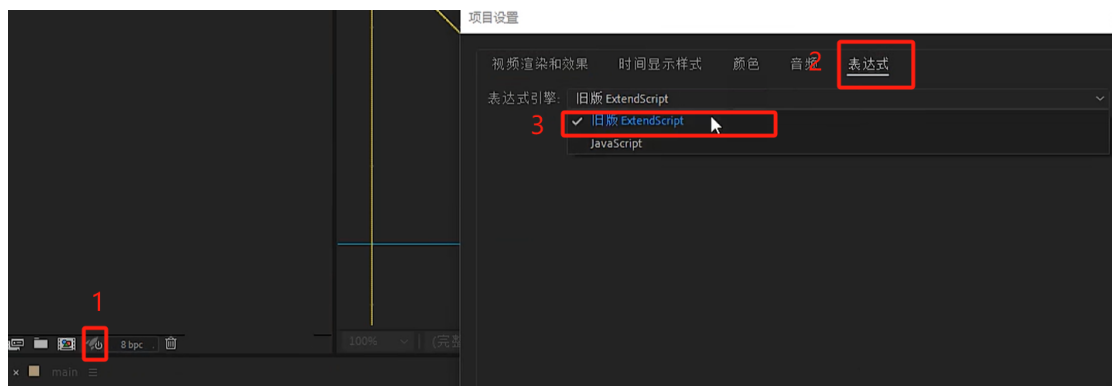 项目设置
视频渲染和效果 时间显示样式 颜色 音频 2 表达式
表达式引擎: 旧版 ExtendScript
3 旧版 ExtendScript
JavaScript
1
8 bpc
100% (完整
× main